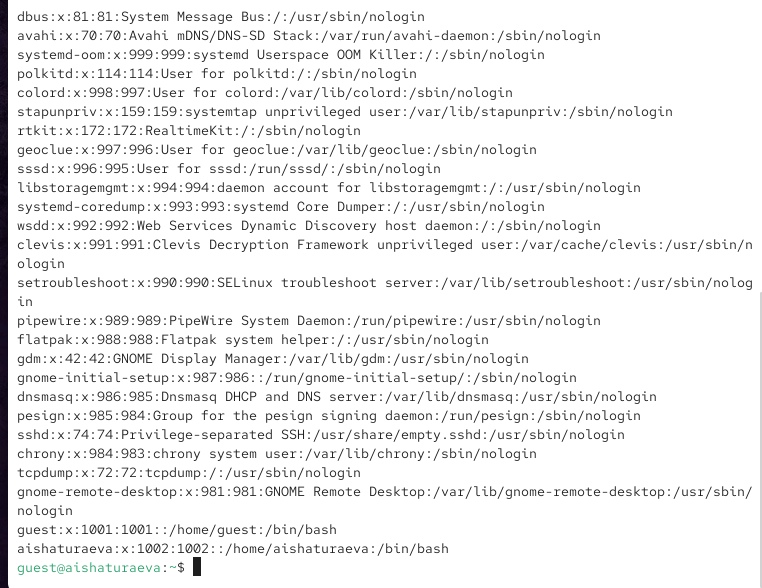 dbus:x:81:81:System Message Bus:/:/usr/sbin/nologin
avahi:x:70:70:Avahi mDNS/DNS-SD Stack:/var/run/avahi-daemon:/sbin/nologin
systemd-oom:x:999:999:systemd Userspace OOM Killer:/:/sbin/nologin
polkitd:x:114:114:User for polkitd:/:/sbin/nologin
colord:x:998:997:User for colord:/var/lib/colord:/sbin/nologin
stapunpriv:x:159:159:systemtap unprivileged user:/var/lib/stapunpriv:/sbin/nologin
rtkit:x:172:172:RealtimeKit:/:/sbin/nologin
geoclue:x:997:996:User for geoclue:/var/lib/geoclue:/sbin/nologin
sssd:x:996:995:User for sssd:/run/sssd/:/sbin/nologin
libstoragemgmt:x:994:994:daemon account for libstoragemgmt:/:/usr/sbin/nologin
systemd-coredump:x:993:993:systemd Core Dumper:/:/usr/sbin/nologin
wsdd:x:992:992:Web Services Dynamic Discovery host daemon:/:/sbin/nologin
clevis:x:991:991:Clevis Decryption Framework unprivileged user:/var/cache/clevis:/usr/sbin/n
ologin
setroubleshoot:x:990:990:SELinux troubleshoot server:/var/lib/setroubleshoot:/usr/sbin/nolog
in
pipewire:x:989:989:PipeWire System Daemon:/run/pipewire:/usr/sbin/nologin
flatpak:x:988:988:Flatpak system helper:/:/usr/sbin/nologin
gdm:x:42:42:GNOME Display Manager:/var/lib/gdm:/usr/sbin/nologin
gnome-initial-setup:x:987:986::/run/gnome-initial-setup/:/sbin/nologin
dnsmasq:x:986:985:Dnsmasq DHCP and DNS server:/var/lib/dnsmasq:/usr/sbin/nologin
pesign:x:985:984:Group for the pesign signing daemon:/run/pesign:/sbin/nologin
sshd:x:74:74:Privilege-separated SSH:/usr/share/empty.sshd:/usr/sbin/nologin
chrony:x:984:983:chrony system user:/var/lib/chrony:/sbin/nologin
tcpdump:x:72:72:tcpdump:/:/usr/sbin/nologin
gnome-remote-desktop:x:981:981:GNOME Remote Desktop:/var/lib/gnome-remote-desktop:/usr/sbin/
nologin
guest:x:1001:1001::/home/guest:/bin/bash
aishaturaeva:x:1002:1002::/home/aishaturaeva:/bin/bash
guest@aishaturaeva:~$